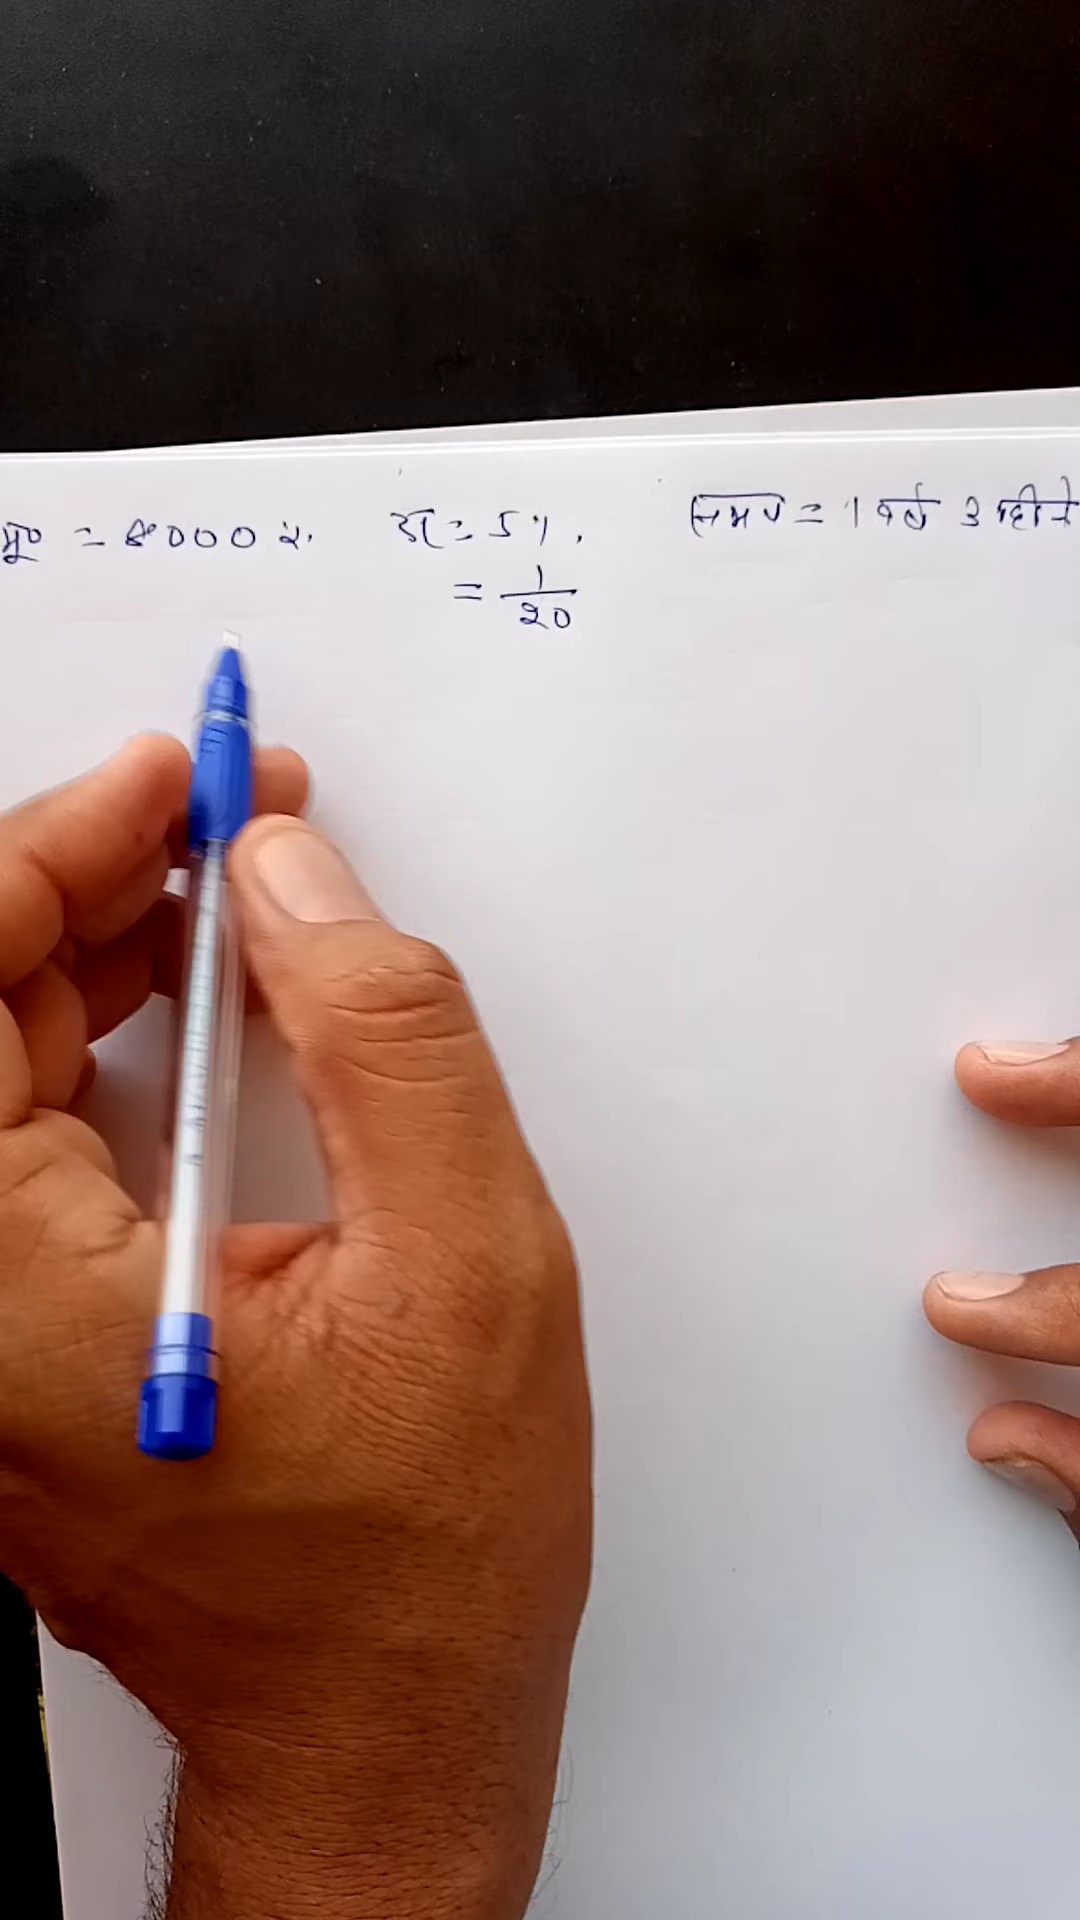 मू० = 8000 रु. दर = 5%. समय = 1 वर्ष 3 महीने
= 1/20